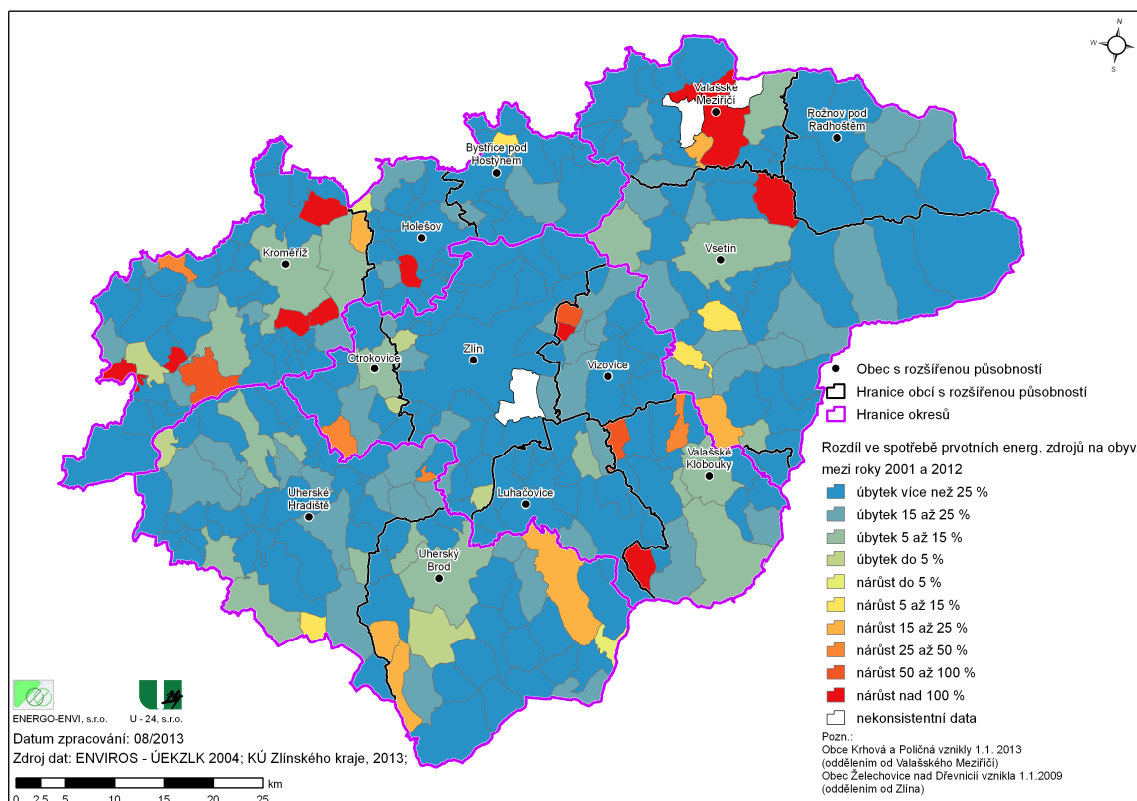 N
W
S
Valašské
Meziříčí
Rožnov pod
Radhoštěm
Bystřice pod
Hostýnem
Holešov
Kroměříž
Vsetín
Otrokovice
Zlín
Vizovice
Valašské
Klobouky
Luhačovice
Uherské
Hradiště
Uherský
Brod
Obec s rozšířenou působností
Hranice obcí s rozšířenou působností
Hranice okresů
Rozdíl ve spotřebě prvotních energ. zdrojů na obyv.
mezi roky 2001 a 2012
úbytek více než 25 %
úbytek 15 až 25 %
úbytek 5 až 15 %
úbytek do 5 %
nárůst do 5 %
nárůst 5 až 15 %
nárůst 15 až 25 %
nárůst 25 až 50 %
nárůst 50 až 100 %
nárůst nad 100 %
nekonsistentní data
Pozn.:
Obce Krhová a Poličná vznikly 1.1. 2013
(oddělením od Valašského Meziříčí)
Obec Želechovice nad Dřevnicií vznikla 1.1.2009
(oddělením od Zlína)
ENERGO-ENVI, s.r.o.
U - 24, s.r.o.
Datum zpracování: 08/2013
Zdroj dat: ENVIROS - ÚEKZLK 2004; KÚ Zlínského kraje, 2013;
km
0 2,5 5 10 15 20 25